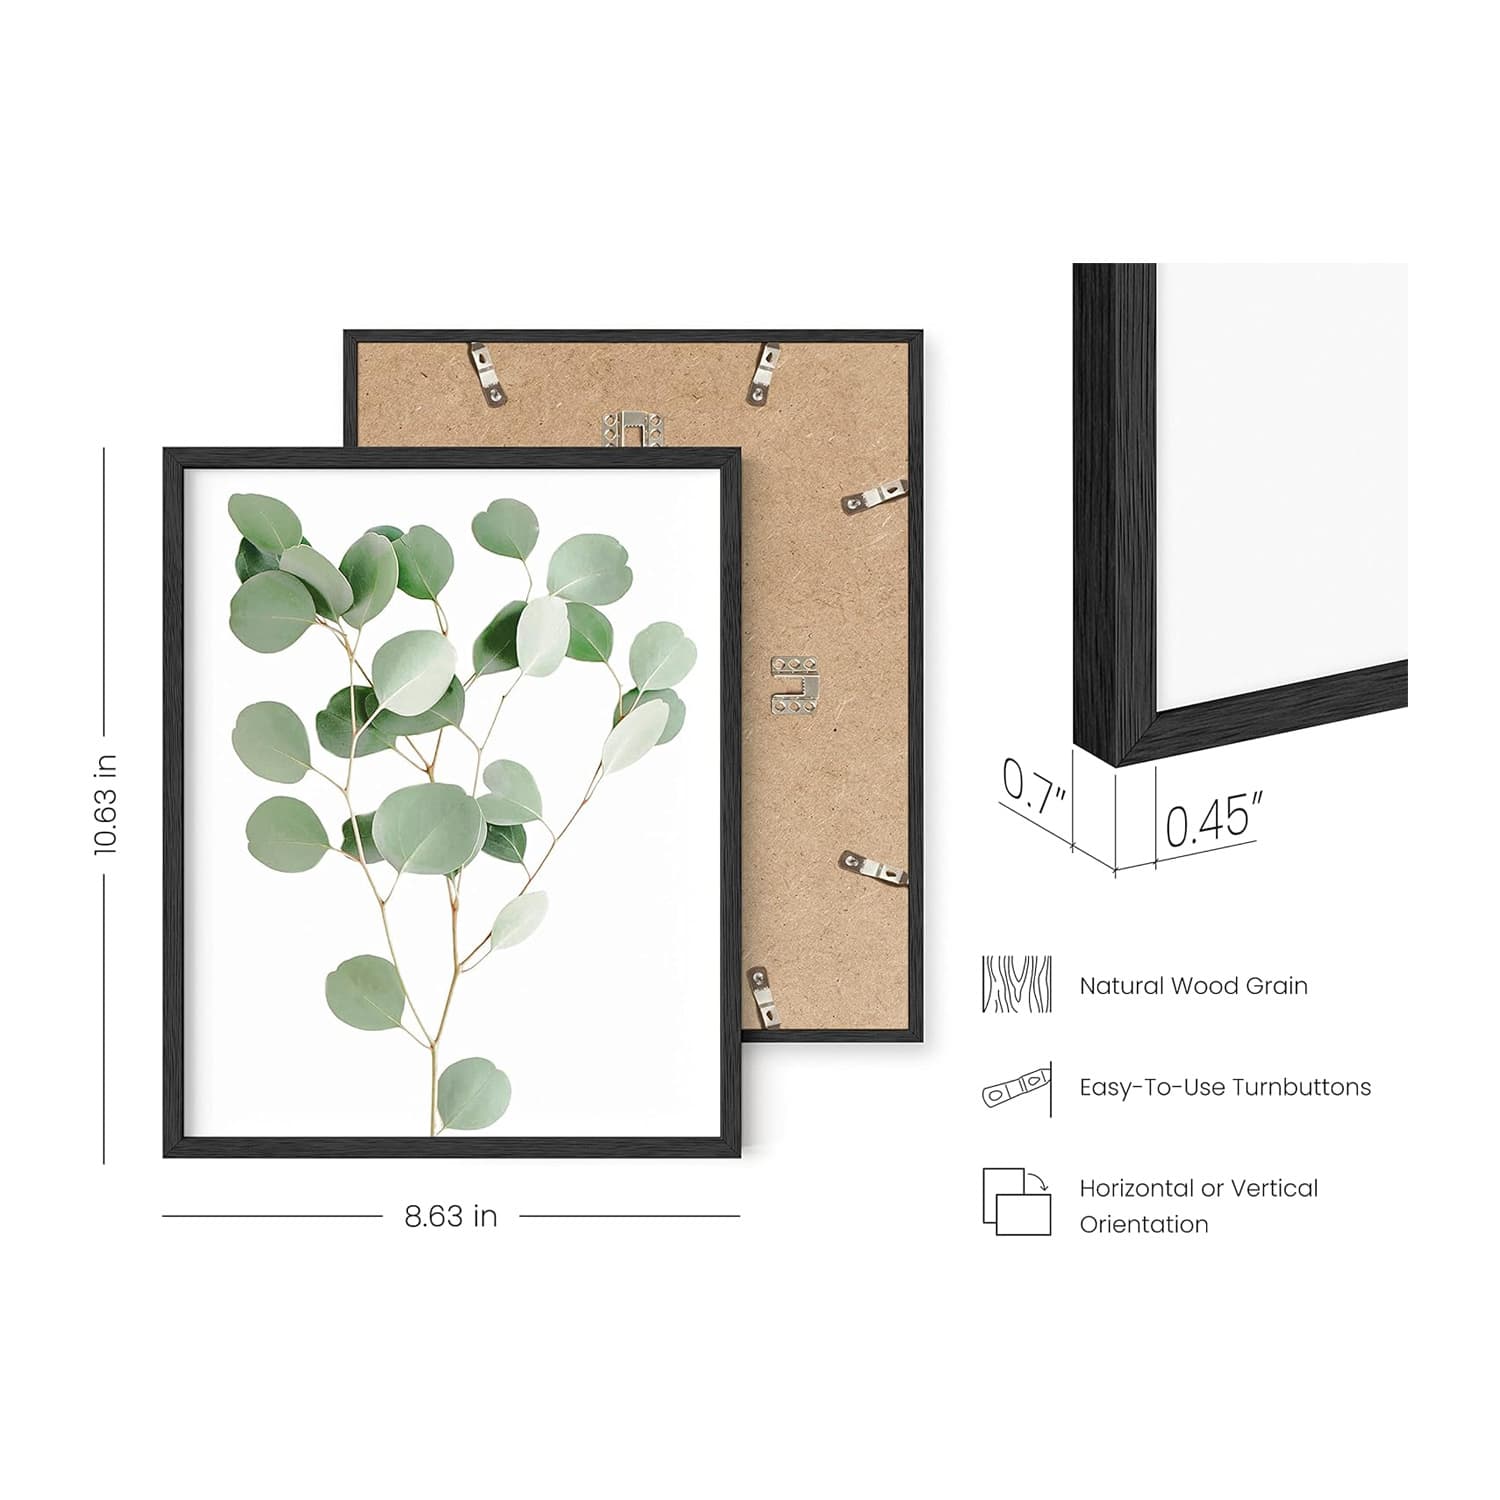 10.63 in
8.63 in
0.7"
0.45"
Natural Wood Grain
Easy-To-Use Turnbuttons
Horizontal or Vertical
Orientation